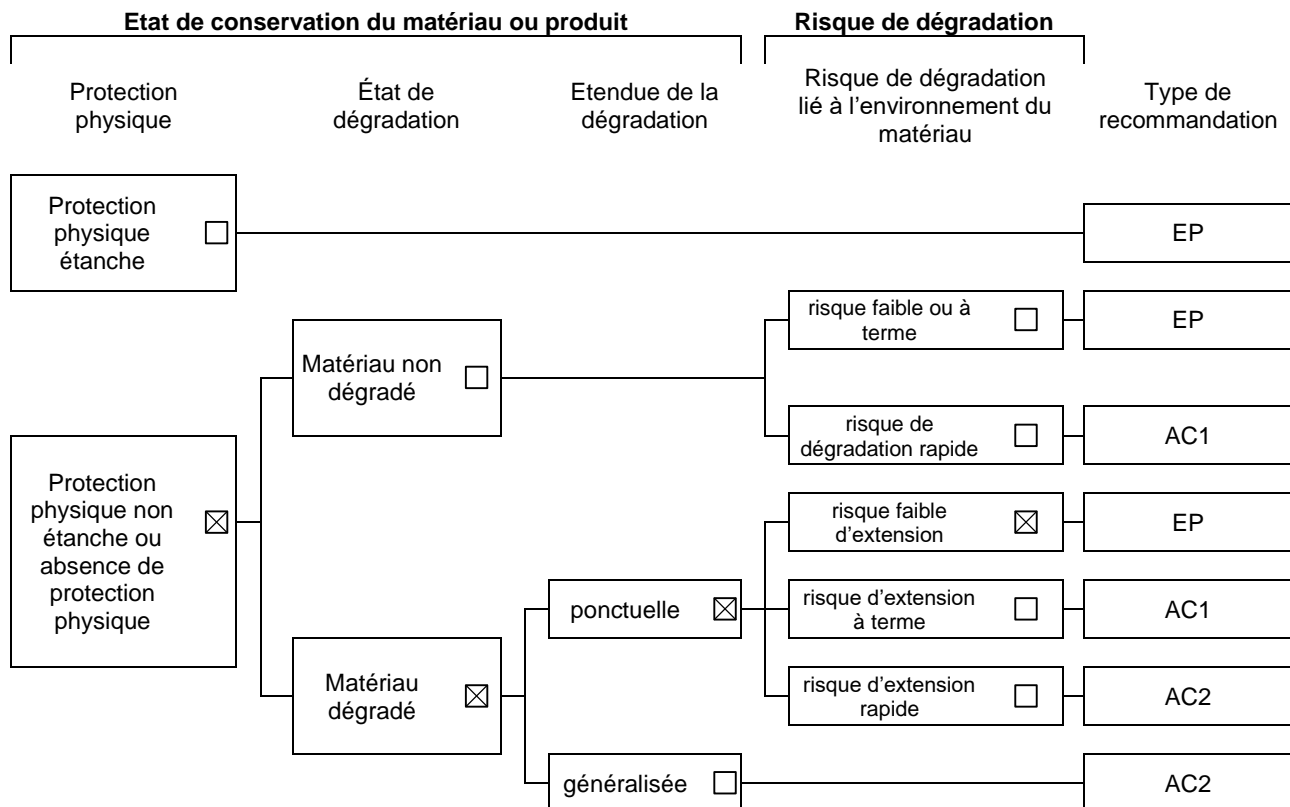 Etat de conservation du matériau ou produit
Risque de dégradation
Protection
physique
État de
dégradation
Etendue de la
dégradation
Risque de dégradation
lié à l’environnement du
matériau
Type de
recommandation
Protection
physique
étanche
EP
risque faible ou à
terme
EP
Matériau non
dégradé
risque de
dégradation rapide
AC1
Protection
physique non
étanche ou
absence de
protection
physique
risque faible
d’extension
EP
ponctuelle
risque d’extension
à terme
AC1
Matériau
dégradé
risque d’extension
rapide
AC2
généralisée
AC2